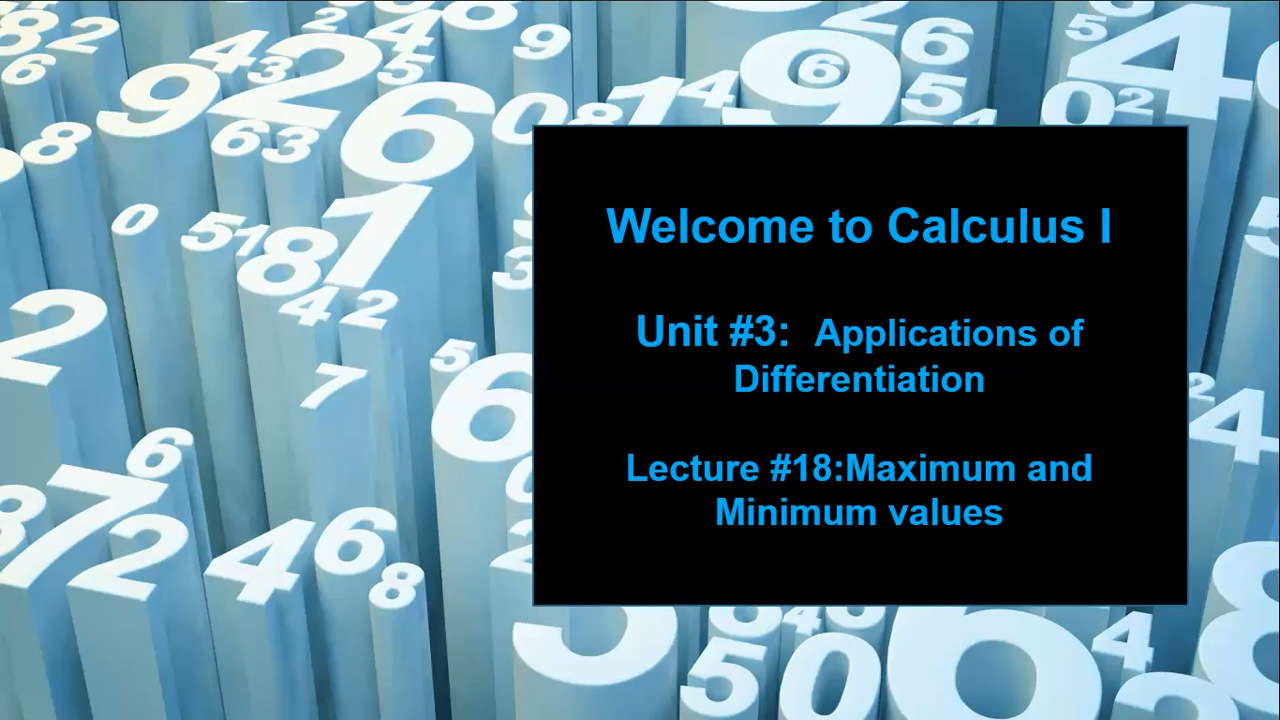 Welcome to Calculus I
Unit #3: Applications of
Differentiation
Lecture #18:Maximum and
Minimum values